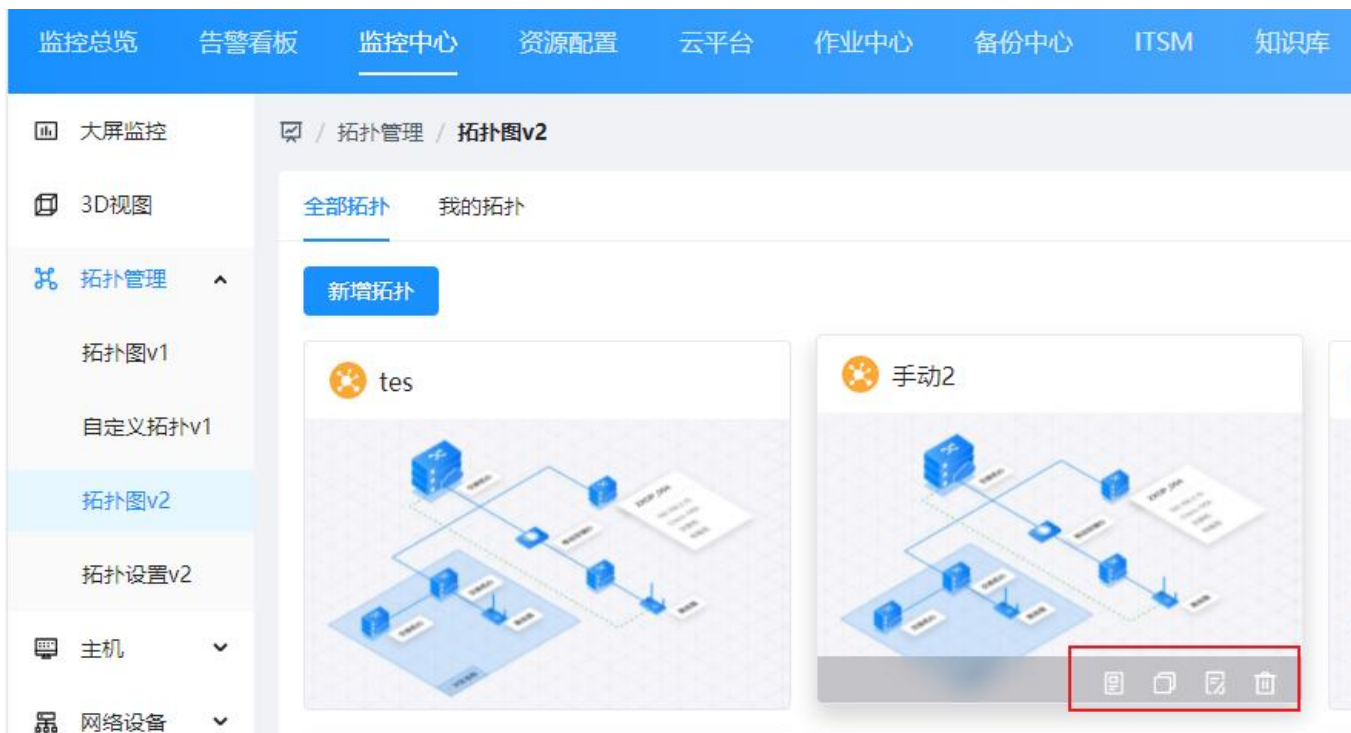 监控总览 告警看板 监控中心 资源配置 云平台 作业中心 备份中心 ITSM 知识库
大屏监控
3D视图
拓扑管理
拓扑图v1
自定义拓扑v1
拓扑图v2
拓扑设置v2
主机
网络设备
/ 拓扑管理 / 拓扑图v2
全部拓扑 我的拓扑
新增拓扑
tes
手动2